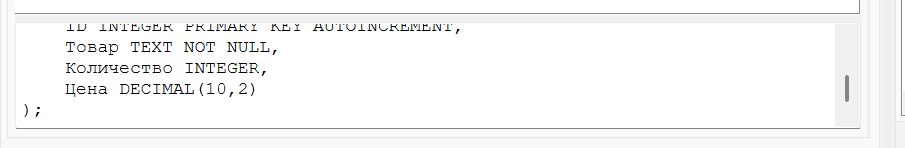 ID INTEGER PRIMARY KEY AUTOINCREMENT,
Товар TEXT NOT NULL,
Количество INTEGER,
Цена DECIMAL(10,2)
);